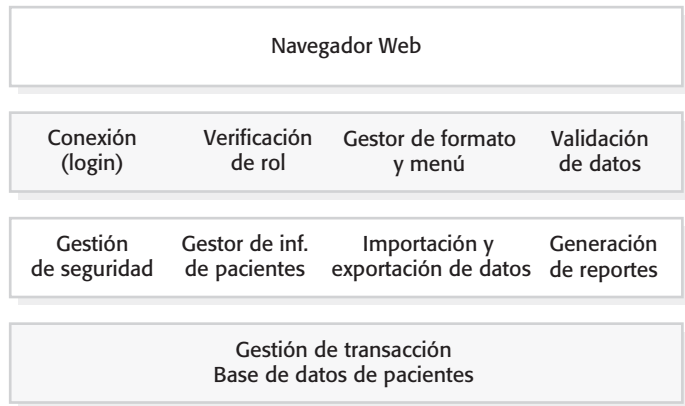 Navegador Web
Conexión
(login)
Verificación
de rol
Gestor de formato
y menú
Validación
de datos
Gestión
de seguridad
Gestor de inf.
de pacientes
Importación y
exportación de datos
Generación
de reportes
Gestión de transacción
Base de datos de pacientes